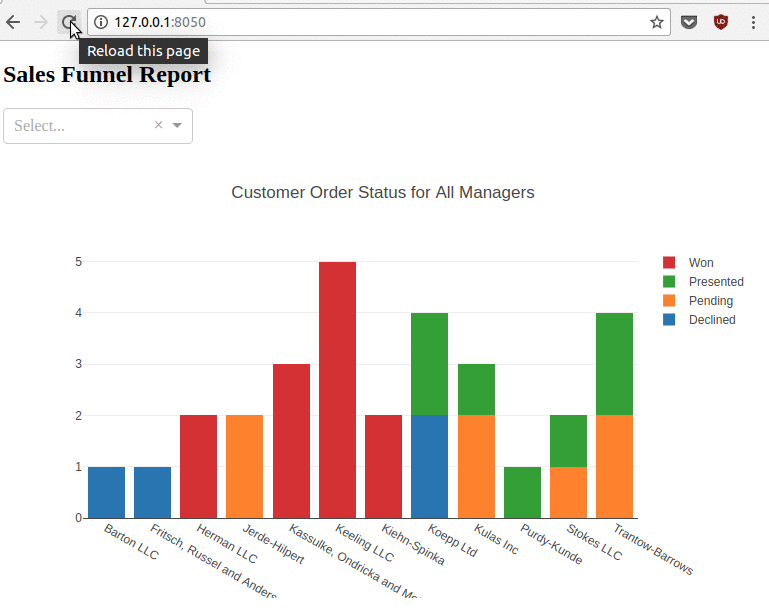 127.0.0.1:8050
Reload this page
Sales Funnel Report
Select...
Customer Order Status for All Managers
5
4
3
2
1
0
Won
Presented
Pending
Declined
Barton LLC
Fritsch, Russel and Anders
Herman LLC
Jerde-Hilpert
Kassulke, Ondricka and
Keeling LLC
Kiehn-Spinka
Koepp Ltd
Kulas Inc
Purdy-Kunde
Stokes LLC
Trantow-Barrows